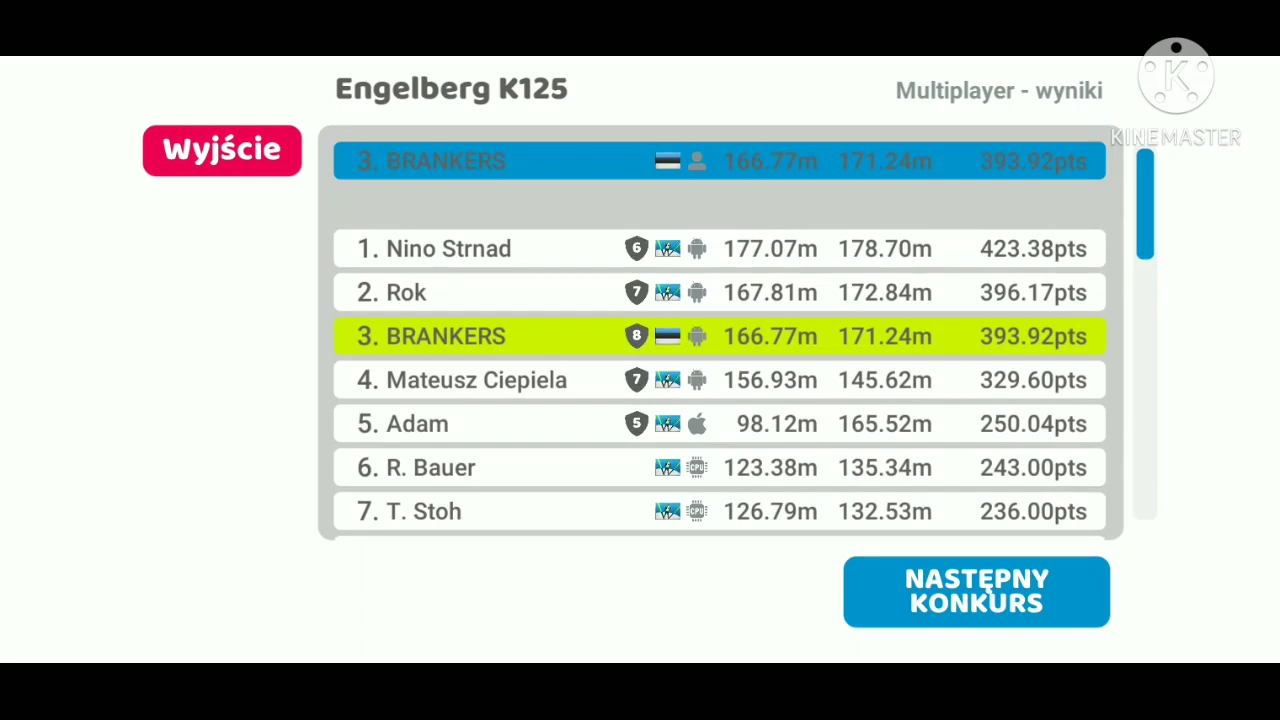 Engelberg K125
Multiplayer - wyniki
K
KINEMASTER
Wyjście
3. BRANKERS 166.77m 171.24m 393.92pts
1. Nino Strnad 6 177.07m 178.70m 423.38pts
2. Rok 7 167.81m 172.84m 396.17pts
3. BRANKERS 8 166.77m 171.24m 393.92pts
4. Mateusz Ciepiela 7 156.93m 145.62m 329.60pts
5. Adam 5 98.12m 165.52m 250.04pts
6. R. Bauer CPU 123.38m 135.34m 243.00pts
7. T. Stoh CPU 126.79m 132.53m 236.00pts
NASTĘPNY
KONKURS